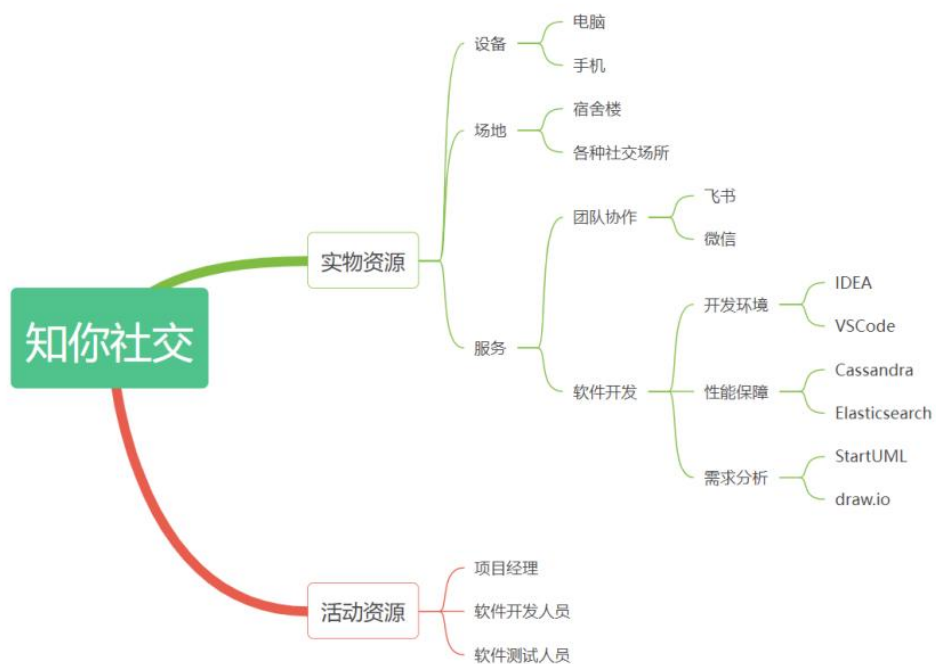 知你社交
实物资源
设备
电脑
手机
场地
宿舍楼
各种社交场所
服务
团队协作
飞书
微信
软件开发
开发环境
IDEA
VSCode
性能保障
Cassandra
Elasticsearch
需求分析
StartUML
draw.io
活动资源
项目经理
软件开发人员
软件测试人员